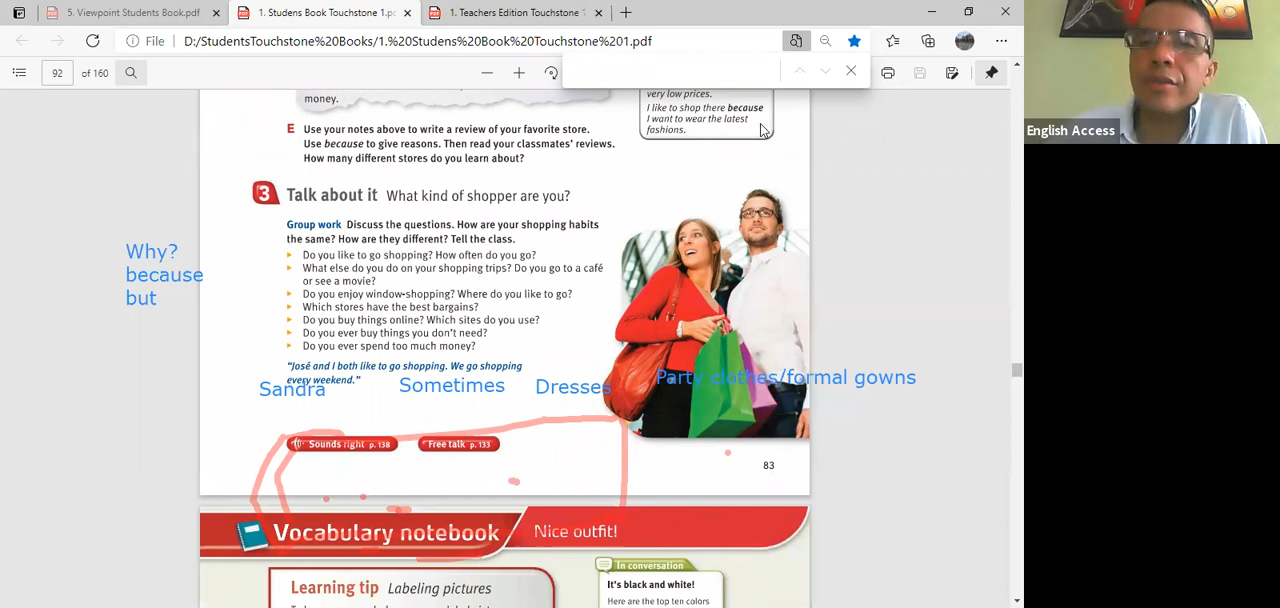 5. Viewpoint Students Book.pdf
1. Studens Book Touchstone 1.p
1. Teachers Edition Touchstone
File D:/StudentsTouchstone%20Books/1.%20Studens%20Book%20Touchstone%201.pdf
92 of 160
money.
very low prices.
I like to shop there because
I want to wear the latest
fashions.
E Use your notes above to write a review of your favorite store.
Use because to give reasons. Then read your classmates' reviews.
How many different stores do you learn about?
3 Talk about it What kind of shopper are you?
Group work Discuss the questions. How are your shopping habits
the same? How are they different? Tell the class.
Do you like to go shopping? How often do you go?
What else do you do on your shopping trips? Do you go to a café
or see a movie?
Do you enjoy window-shopping? Where do you like to go?
Which stores have the best bargains?
Do you buy things online? Which sites do you use?
Do you ever buy things you don't need?
Do you ever spend too much money?
"José and I both like to go shopping. We go shopping
every weekend."
Why?
because
but
Sandra Sometimes Dresses Party clothes/formal gowns
Sounds right p. 138 Free talk p. 133
83
Vocabulary notebook Nice outfit!
Learning tip Labeling pictures
In conversation
It's black and white!
Here are the top ten colors
English Access